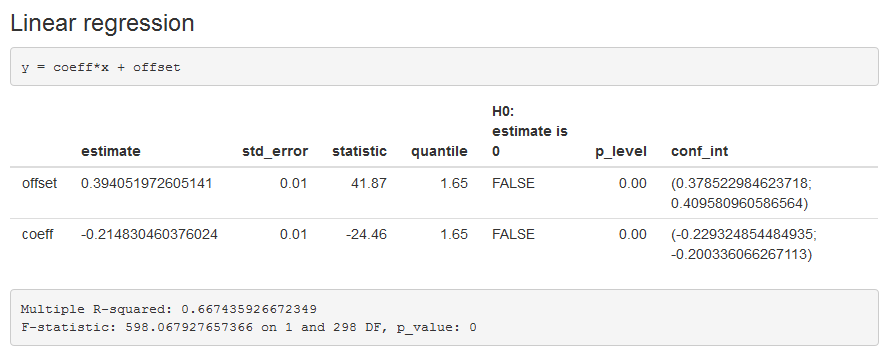 Linear regression
y = coeff*x + offset
H0:
estimate is
estimate std_error statistic quantile 0 p_level conf_int
offset 0.394051972605141 0.01 41.87 1.65 FALSE 0.00 (0.378522984623718;
0.409580960586564)
coeff -0.214830460376024 0.01 -24.46 1.65 FALSE 0.00 (-0.229324854484935;
-0.200336066267113)
Multiple R-squared: 0.667435926672349
F-statistic: 598.067927657366 on 1 and 298 DF, p_value: 0